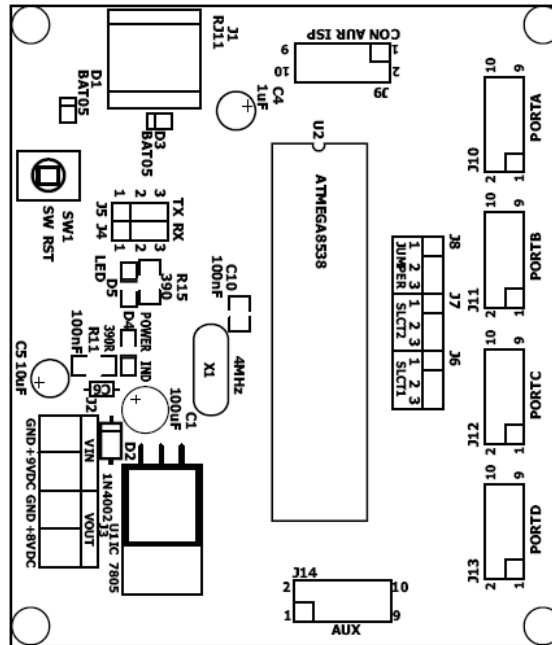 J1
RJ11
D1
BAT05
D3
BAT05
C4
1uF
CON AUR ISP
9
1
10
2
J9
U2
ATMEGA8538
10
9
PORTA
J10
2
1
SW1
SW RST
1
2
3
TX RX
J5 J4
1
2
3
10
9
PORTB
J11
2
1
J8
JUMPER
1
2
3
J7
SLCT2
1
2
3
J6
SLCT1
1
2
3
LED
D5
R15
390
C10
100nF
D4
POWER
IND
R11
390R
100nF
C5 10uF
C6
X1
4MHz
10
9
PORTC
J12
2
1
J2
C1
100uF
D2
1N4002
VIN
VOUT
GND +9VDC GND +8VDC
J3
U1IC 7805
10
9
PORTD
J13
2
1
J14
2
10
1
9
AUX